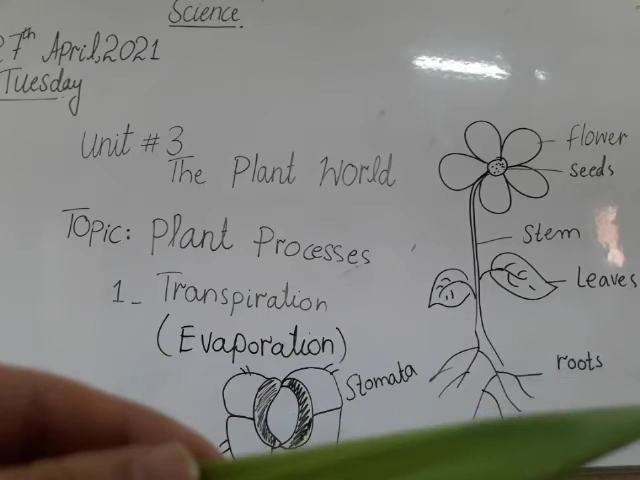 Science
27th April, 2021
Tuesday
Unit # 3
The Plant World
Topic: Plant Processes
1_ Transpiration
(Evaporation)
Stomata
flower
seeds
stem
Leaves
roots